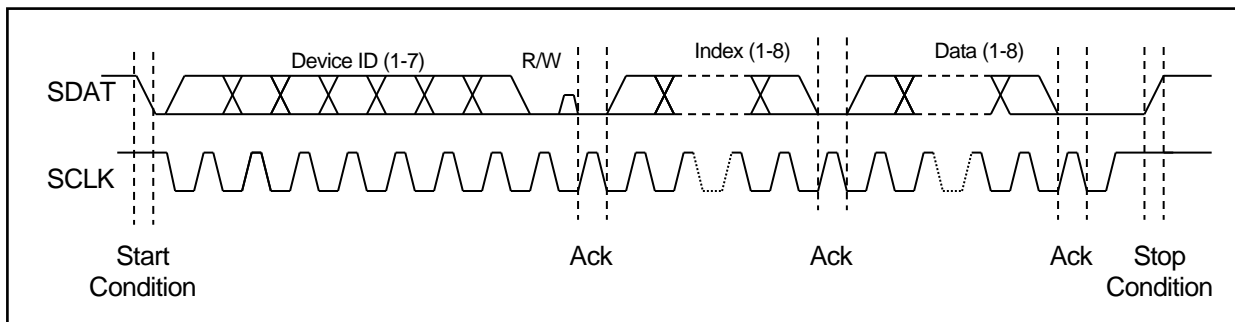 Device ID (1-7)
R/W
Index (1-8)
Data (1-8)
SDAT
SCLK
Start
Condition
Ack
Ack
Ack
Stop
Condition